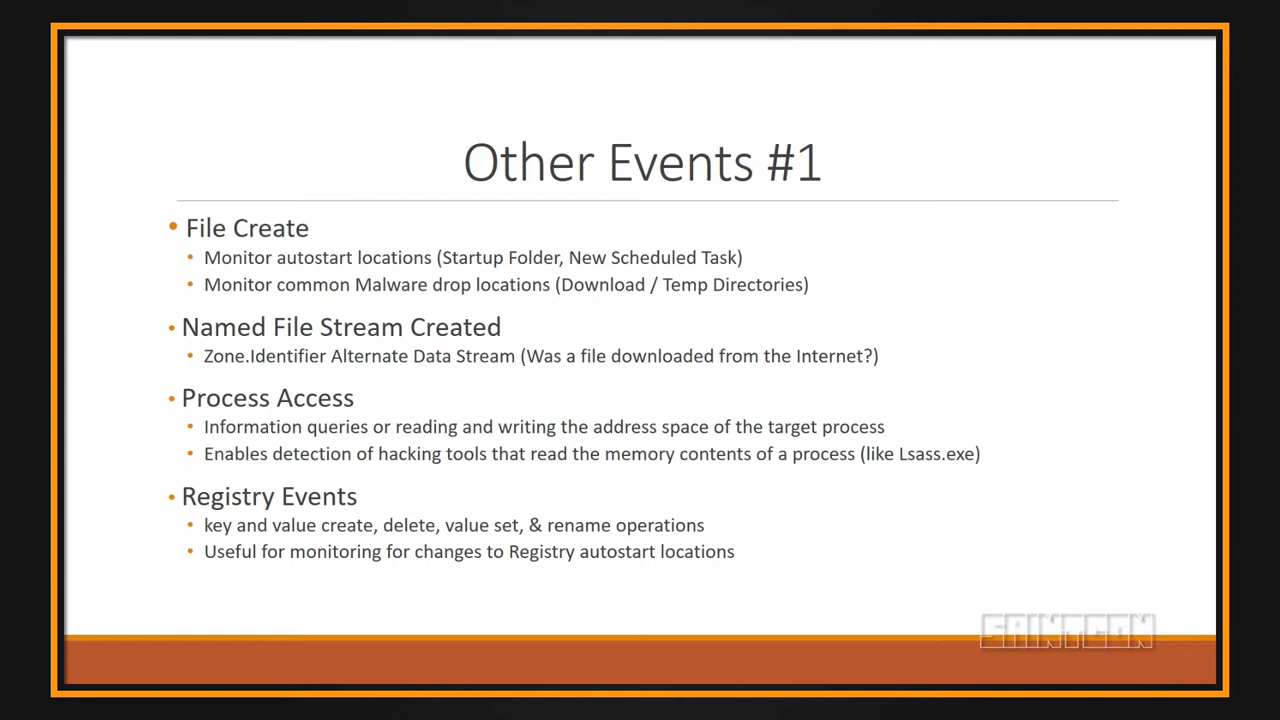 Other Events #1
• File Create
• Monitor autostart locations (Startup Folder, New Scheduled Task)
• Monitor common Malware drop locations (Download / Temp Directories)
• Named File Stream Created
• Zone.Identifier Alternate Data Stream (Was a file downloaded from the Internet?)
• Process Access
• Information queries or reading and writing the address space of the target process
• Enables detection of hacking tools that read the memory contents of a process (like Lsass.exe)
• Registry Events
• key and value create, delete, value set, & rename operations
• Useful for monitoring for changes to Registry autostart locations
SAINTCON